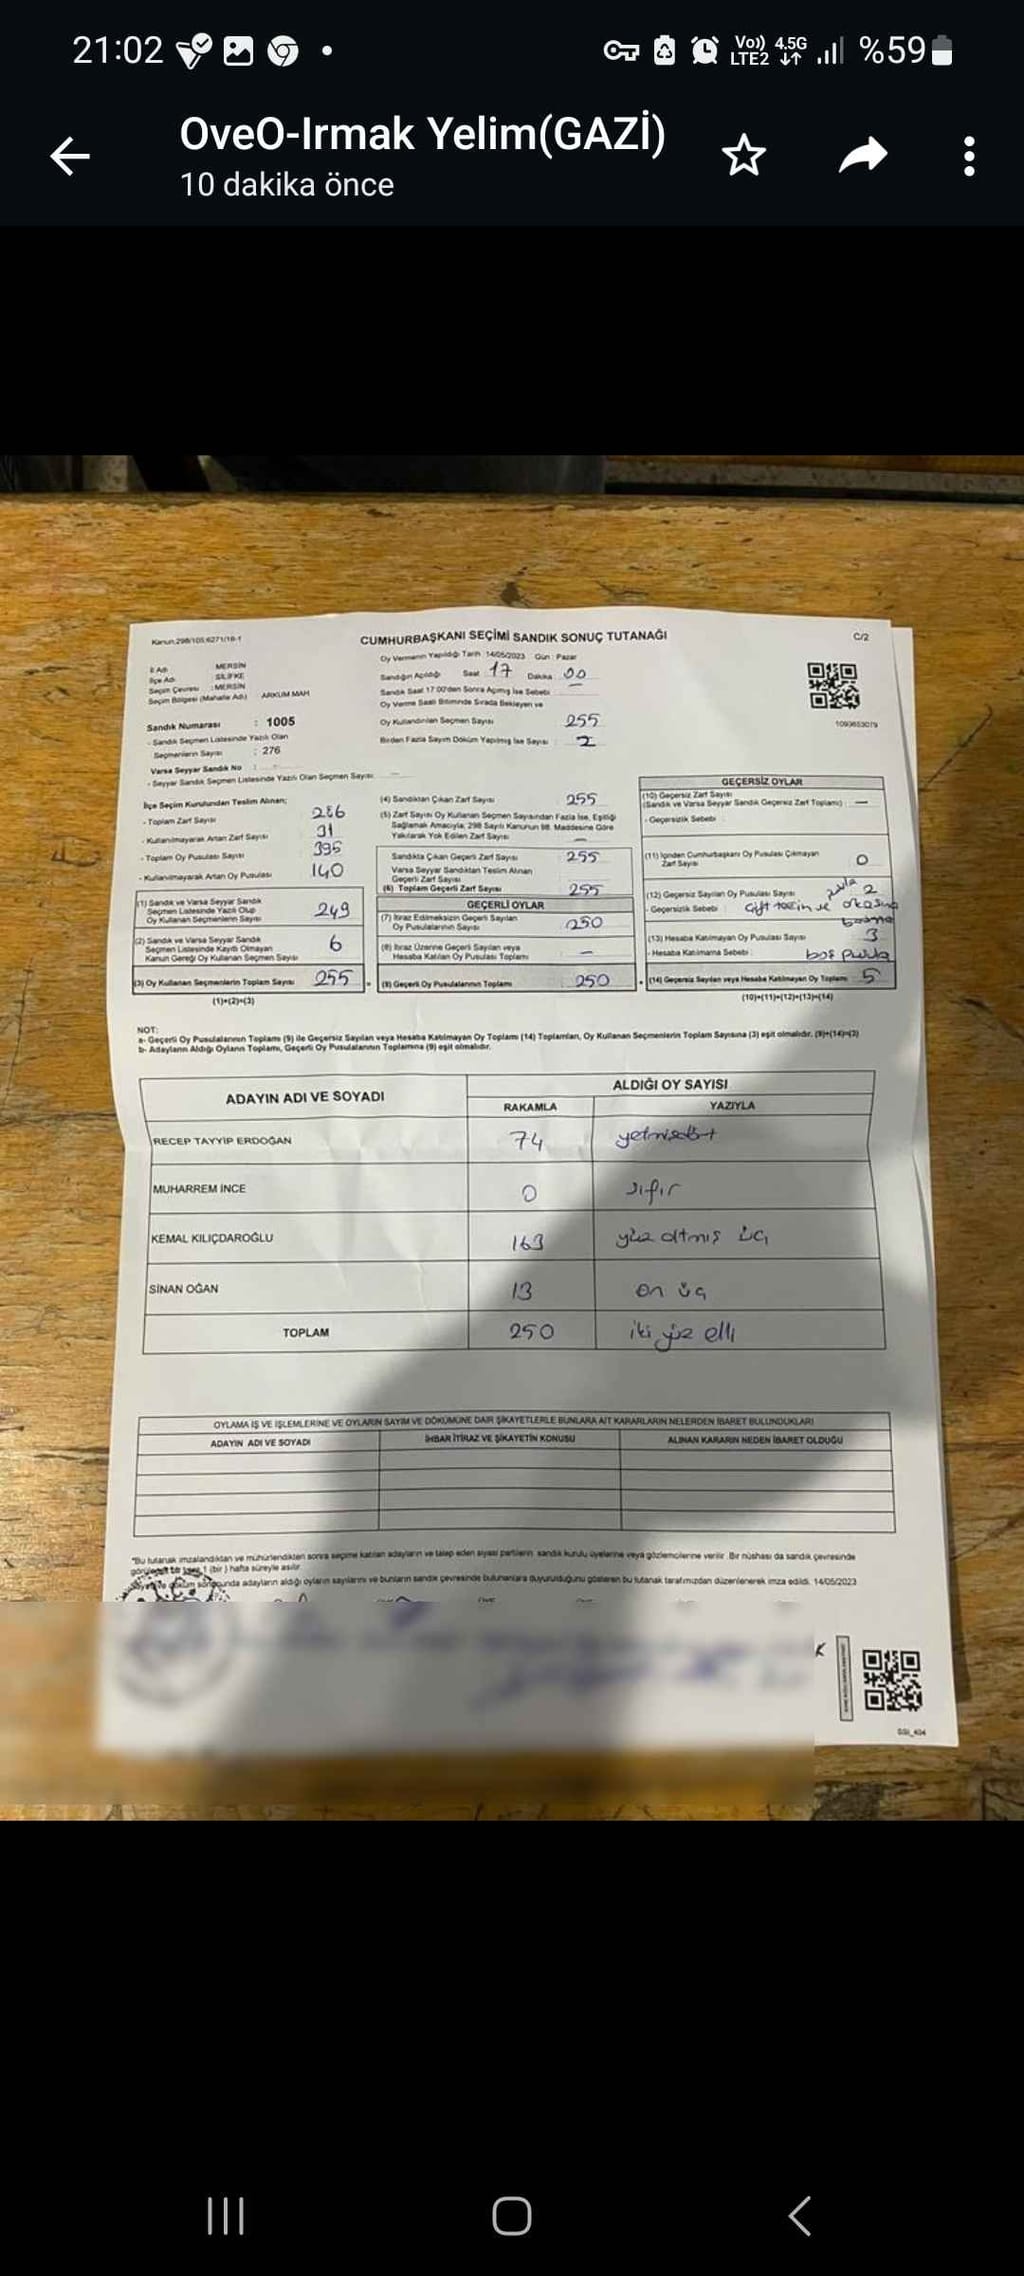 21:02
Vo)) LTE2 4.5G %59
OveO-Irmak Yelim(GAZİ)
10 dakika önce
Kanun.298/105;6271/18-1
CUMHURBAŞKANI SEÇİMİ SANDIK SONUÇ TUTANAĞI
C/2
İl Adı : MERSİN
İlçe Adı : SİLİFKE
Seçim Çevresi : MERSİN
Seçim Bölgesi (Mahalle Adı) ARKUM MAH
Sandık Numarası : 1005
- Sandık Seçmen Listesinde Yazılı Olan
Seçmenlerin Sayısı : 276
Varsa Seyyar Sandık No :
- Seyyar Sandık Seçmen Listesinde Yazılı Olan Seçmen Sayısı —
Oy Vermenin Yapıldığı Tarih 14/05/2023 Gün : Pazar
Sandığın Açıldığı Saat 17 Dakika 00
Sandık Saat 17:00'den Sonra Açılmış İse Sebebi —
Oy Verme Saati Bitiminde Sırada Bekleyen ve
Oy Kullandırılan Seçmen Sayısı 255
Birden Fazla Sayım Döküm Yapılmış İse Sayısı 2
1093653079
İlçe Seçim Kurulundan Teslim Alınan;
- Toplam Zarf Sayısı 286
- Kullanılmayarak Artan Zarf Sayısı 31
- Toplam Oy Pusulası Sayısı 395
- Kullanılmayarak Artan Oy Pusulası 140
(1) Sandık ve Varsa Seyyar Sandık
Seçmen Listesinde Yazılı Olup
Oy Kullanan Seçmenlerin Sayısı 249
(2) Sandık ve Varsa Seyyar Sandık
Seçmen Listesinde Kayıtlı Olmayan
Kanun Gereği Oy Kullanan Seçmen Sayısı 6
(3) Oy Kullanan Seçmenlerin Toplam Sayısı 255
(1)+(2)=(3)
(4) Sandıktan Çıkan Zarf Sayısı 255
(5) Zarf Sayısı Oy Kullanan Seçmen Sayısından Fazla İse, Eşitliği
Sağlamak Amacıyla, 298 Sayılı Kanunun 98. Maddesine Göre
Yakılarak Yok Edilen Zarf Sayısı —
Sandıkta Çıkan Geçerli Zarf Sayısı 255
Varsa Seyyar Sandıktan Teslim Alınan
Geçerli Zarf Sayısı
(6) Toplam Geçerli Zarf Sayısı 255
GEÇERLİ OYLAR
(7) İtiraz Edilmeksizin Geçerli Sayılan
Oy Pusulalarının Sayısı 250
(8) İtiraz Üzerine Geçerli Sayılan veya
Hesaba Katılan Oy Pusulası Toplamı —
(9) Geçerli Oy Pusulalarının Toplamı 250
GEÇERSİZ OYLAR
(10) Geçersiz Zarf Sayısı
(Sandık ve Varsa Seyyar Sandık Geçersiz Zarf Toplamı) : —
- Geçersizlik Sebebi :
(11) İçinden Cumhurbaşkanı Oy Pusulası Çıkmayan
Zarf Sayısı 0
(12) Geçersiz Sayılan Oy Pusulası Sayısı 2
- Geçersizlik Sebebi :
(13) Hesaba Katılmayan Oy Pusulası Sayısı 3
- Hesaba Katılmama Sebebi : boş pusula
(14) Geçersiz Sayılan veya Hesaba Katılmayan Oy Toplamı 5
(10)+(11)+(12)+(13)=(14)
NOT:
a- Geçerli Oy Pusulalarının Toplamı (9) ile Geçersiz Sayılan veya Hesaba Katılmayan Oy Toplamı (14) Toplamları, Oy Kullanan Seçmenlerin Toplam Sayısına (3) eşit olmalıdır. (9)+(14)=(3)
b- Adayların Aldığı Oyların Toplamı, Geçerli Oy Pusulalarının Toplamına (9) eşit olmalıdır.
ADAYIN ADI VE SOYADI
ALDIĞI OY SAYISI
RAKAMLA YAZIYLA
RECEP TAYYİP ERDOĞAN 74 yetmişdört
MUHARREM İNCE 0 sıfır
KEMAL KILIÇDAROĞLU 163 yüz altmış üç
SİNAN OĞAN 13 on üç
TOPLAM 250 iki yüz elli
OYLAMA İŞ VE İŞLEMLERİNE VE OYLARIN SAYIM VE DÖKÜMÜNE DAİR ŞİKAYETLERLE BUNLARA AİT KARARLARIN NELERDEN İBARET BULUNDUKLARI
ADAYIN ADI VE SOYADI İHBAR İTİRAZ VE ŞİKAYETİN KONUSU ALINAN KARARIN NEDEN İBARET OLDUĞU
"Bu tutanak imzalandıktan ve mühürlendikten sonra seçime katılan adayların ve talep eden siyasi partilerin sandık kurulu üyelerine veya gözlemcilerine verilir. Bir nüshası da sandık çevresinde
görülecek bir yere 1 (bir) hafta süreyle asılır.
sonucunda adayların aldığı oyların sayılarını ve bunların sandık çevresinde bulunanlara duyurulduğunu gösteren bu tutanak tarafımızdan düzenlenerek imza edildi. 14/05/2023
K